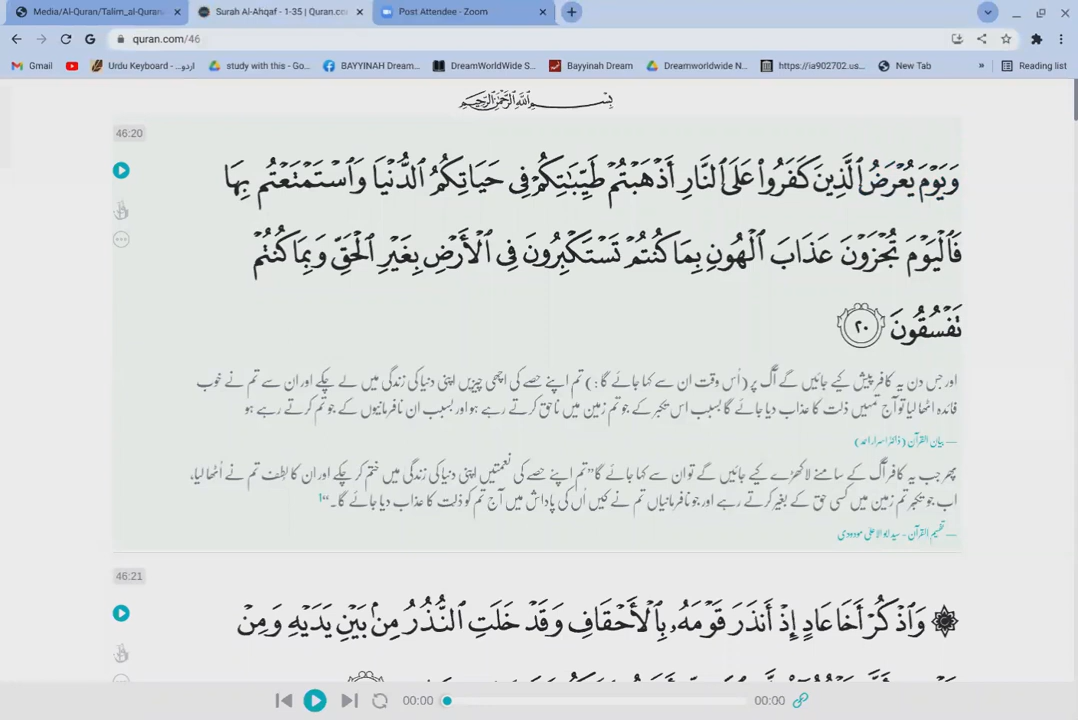 Media/Al-Quran/Talim_al-Quran
Surah Al-Ahqaf - 1-35 | Quran.co
Post Attendee - Zoom
quran.com/46
Gmail
Urdu Keyboard - ...اردو
study with this - Go...
BAYYINAH Dream...
DreamWorldWide S...
Bayyinah Dream
Dreamworldwide N...
https://ia902702.us...
New Tab
»
Reading list
بِسْمِ اللَّهِ الرَّحْمَٰنِ الرَّحِيمِ
46:20
وَيَوْمَ يُعْرَضُ ٱلَّذِينَ كَفَرُوا۟ عَلَى ٱلنَّارِ أَذْهَبْتُمْ طَيِّبَـٰتِكُمْ فِى حَيَاتِكُمُ ٱلدُّنْيَا وَٱسْتَمْتَعْتُم بِهَا
فَٱلْيَوْمَ تُجْزَوْنَ عَذَابَ ٱلْهُونِ بِمَا كُنتُمْ تَسْتَكْبِرُونَ فِى ٱلْأَرْضِ بِغَيْرِ ٱلْحَقِّ وَبِمَا كُنتُمْ
تَفْسُقُونَ ٢٠
اور جس دن یہ کافر پیش کیے جائیں گے آگ پر (اُس وقت ان سے کہا جائے گا :) تم اپنے حصے کی اچھی چیزیں اپنی دنیا کی زندگی میں لے چکے اور ان سے تم نے خوب
فائدہ اٹھا لیا تو آج تمہیں ذلت کا عذاب دیا جائے گا بسبب اس تکبر کے جو تم زمین میں ناحق کرتے رہے ہو اور بسبب ان نافرمانیوں کے جو تم کرتے رہے ہو
— بیان القرآن (ڈاکٹر اسرار احمد)
پھر جب یہ کافر آگ کے سامنے لا کھڑے کیے جائیں گے تو ان سے کہا جائے گا”تم اپنے حصے کی نعمتیں اپنی دنیا کی زندگی میں ختم کر چکے اور ان کا لطف تم نے اُٹھا لیا،
اب جو تکبر تم زمین میں کسی حق کے بغیر کرتے رہے اور جو نافرمانیاں تم نے کیں اُن کی پاداش میں آج تم کو ذلت کا عذاب دیا جائے گا۔“ 1
— تفہیم القرآن - سید ابو الاعلیٰ مودودی
46:21
۞ وَٱذْكُرْ أَخَا عَادٍ إِذْ أَنذَرَ قَوْمَهُۥ بِٱلْأَحْقَافِ وَقَدْ خَلَتِ ٱلنُّذُرُ مِنۢ بَيْنِ يَدَيْهِ وَمِنْ
00:00
00:00